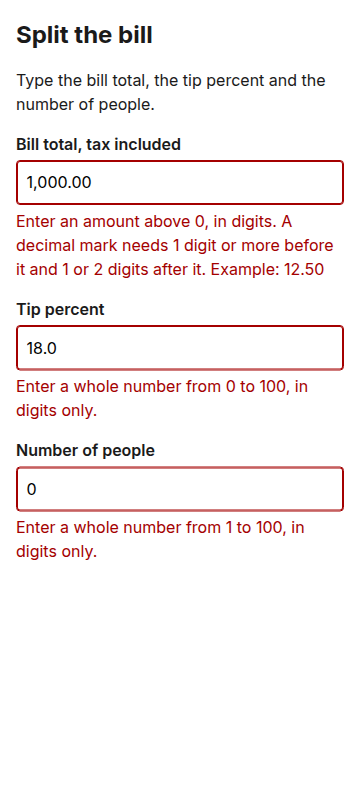 Split the bill
Type the bill total, the tip percent and the
number of people.
Bill total, tax included
1,000.00
Enter an amount above 0, in digits. A
decimal mark needs 1 digit or more before
it and 1 or 2 digits after it. Example: 12.50
Tip percent
18.0
Enter a whole number from 0 to 100, in
digits only.
Number of people
0
Enter a whole number from 1 to 100, in
digits only.